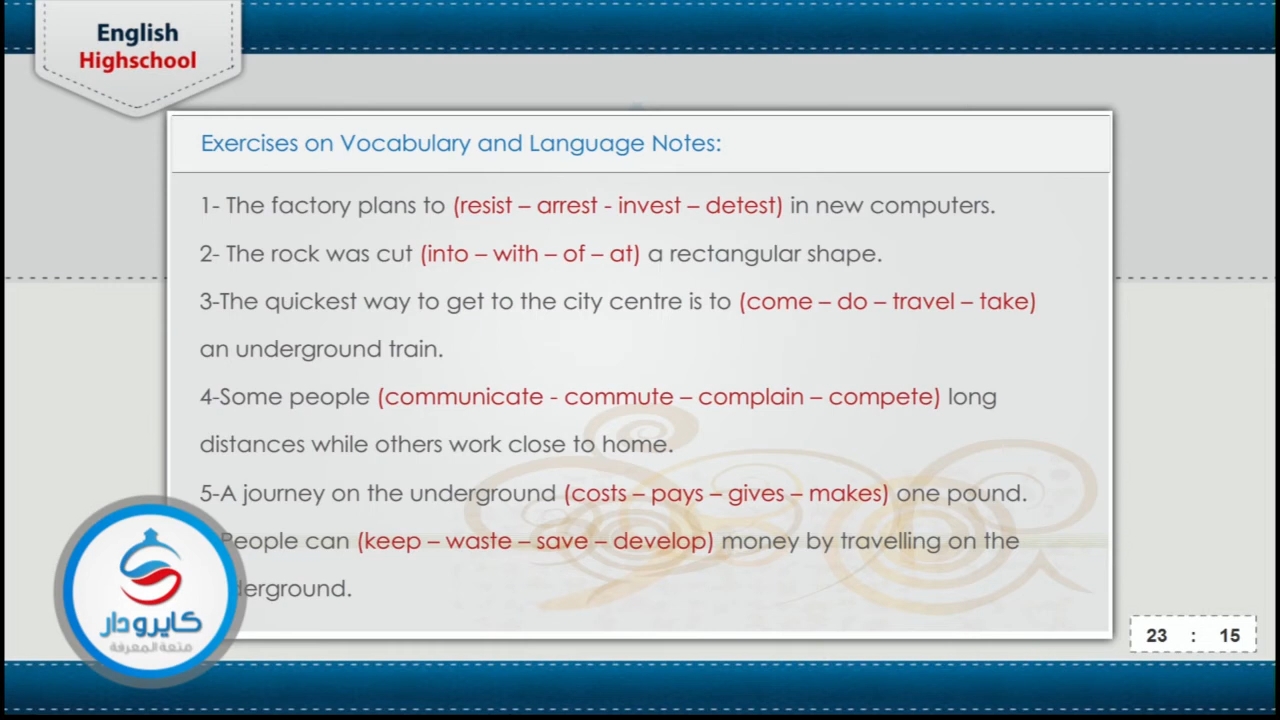 English
Highschool
Exercises on Vocabulary and Language Notes:
1- The factory plans to (resist – arrest - invest – detest) in new computers.
2- The rock was cut (into – with – of – at) a rectangular shape.
3-The quickest way to get to the city centre is to (come – do – travel – take)
an underground train.
4-Some people (communicate - commute – complain – compete) long
distances while others work close to home.
5-A journey on the underground (costs – pays – gives – makes) one pound.
People can (keep – waste – save – develop) money by travelling on the
derground.
كايرودار
متعة المعرفة
23 : 15